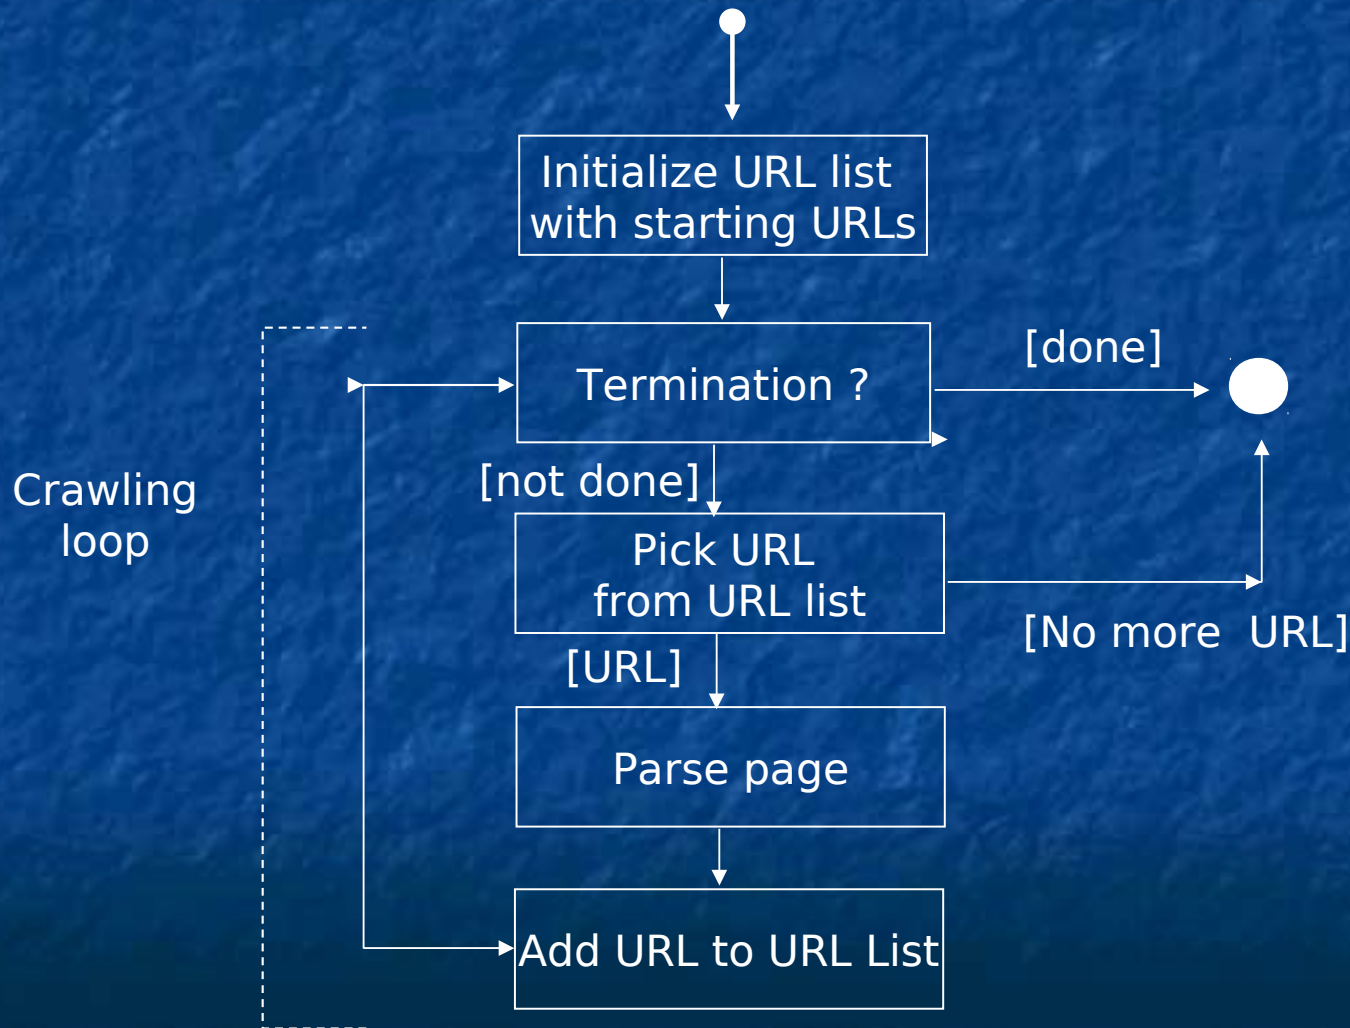 Initialize URL list
with starting URLs
Termination ?
[done]
[not done]
Crawling
loop
Pick URL
from URL list
[No more  URL]
[URL]
Parse page
Add URL to URL List